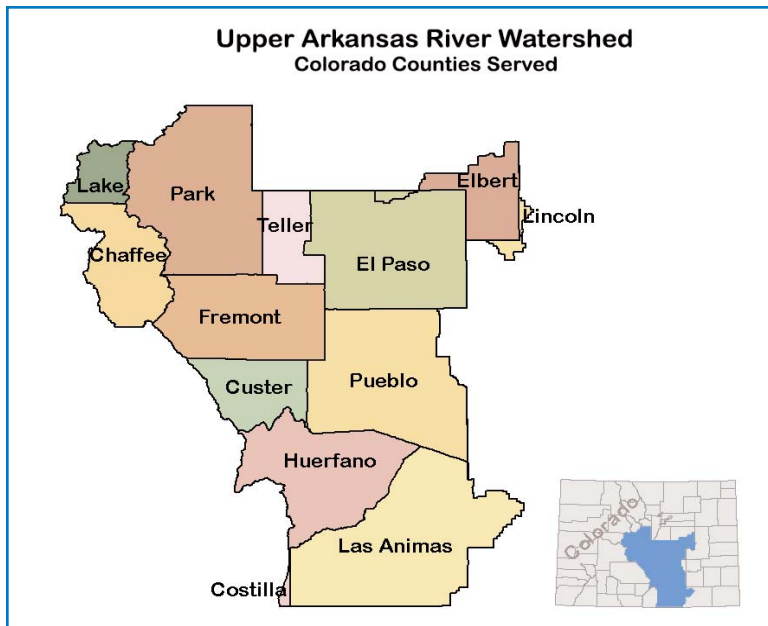 Upper Arkansas River Watershed
Colorado Counties Served
Lake
Park
Elbert
Teller
Lincoln
Chaffee
El Paso
Fremont
Custer
Pueblo
Huerfano
Las Animas
Costilla
Colorado